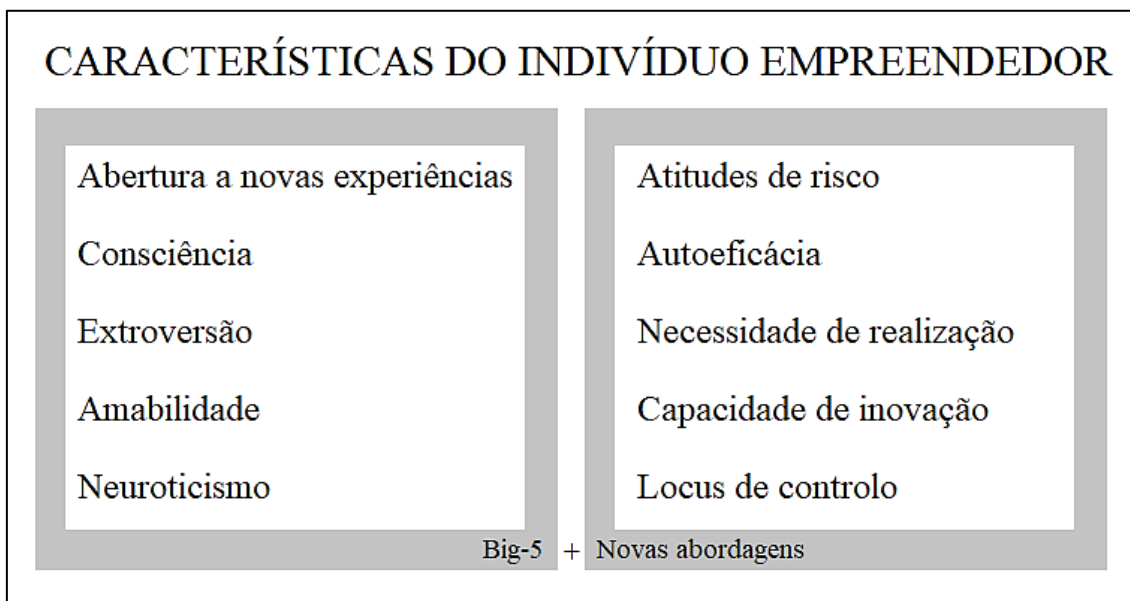 CARACTERÍSTICAS DO INDIVÍDUO EMPREENDEDOR
Abertura a novas experiências
Consciência
Extroversão
Amabilidade
Neuroticismo
Atitudes de risco
Autoeficácia
Necessidade de realização
Capacidade de inovação
Locus de controlo
Big-5 + Novas abordagens